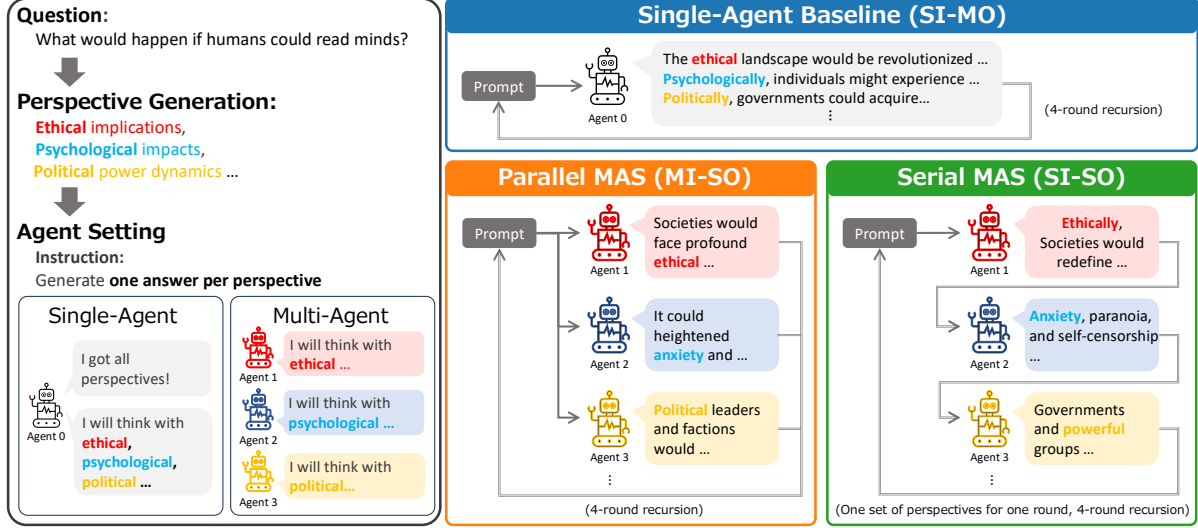 Question:
What would happen if humans could read minds?
Perspective Generation:
Ethical implications,
Psychological impacts,
Political power dynamics ...
Agent Setting
Instruction:
Generate one answer per perspective
Single-Agent
I got all
perspectives!
Agent 0
I will think with
ethical,
psychological,
political ...
Multi-Agent
I will think with
ethical ...
Agent 1
I will think with
psychological ...
Agent 2
I will think with
political...
Agent 3
Single-Agent Baseline (SI-MO)
Prompt
Agent 0
The ethical landscape would be revolutionized ...
Psychologically, individuals might experience ...
Politically, governments could acquire...
⋮
(4-round recursion)
Parallel MAS (MI-SO)
Prompt
Agent 1
Societies would
face profound
ethical ...
Agent 2
It could
heightened
anxiety and ...
Agent 3
Political leaders
and factions
would ...
⋮
(4-round recursion)
Serial MAS (SI-SO)
Prompt
Agent 1
Ethically,
Societies would
redefine ...
Agent 2
Anxiety, paranoia,
and self-censorship
...
Agent 3
Governments
and powerful
groups ...
⋮
(One set of perspectives for one round, 4-round recursion)